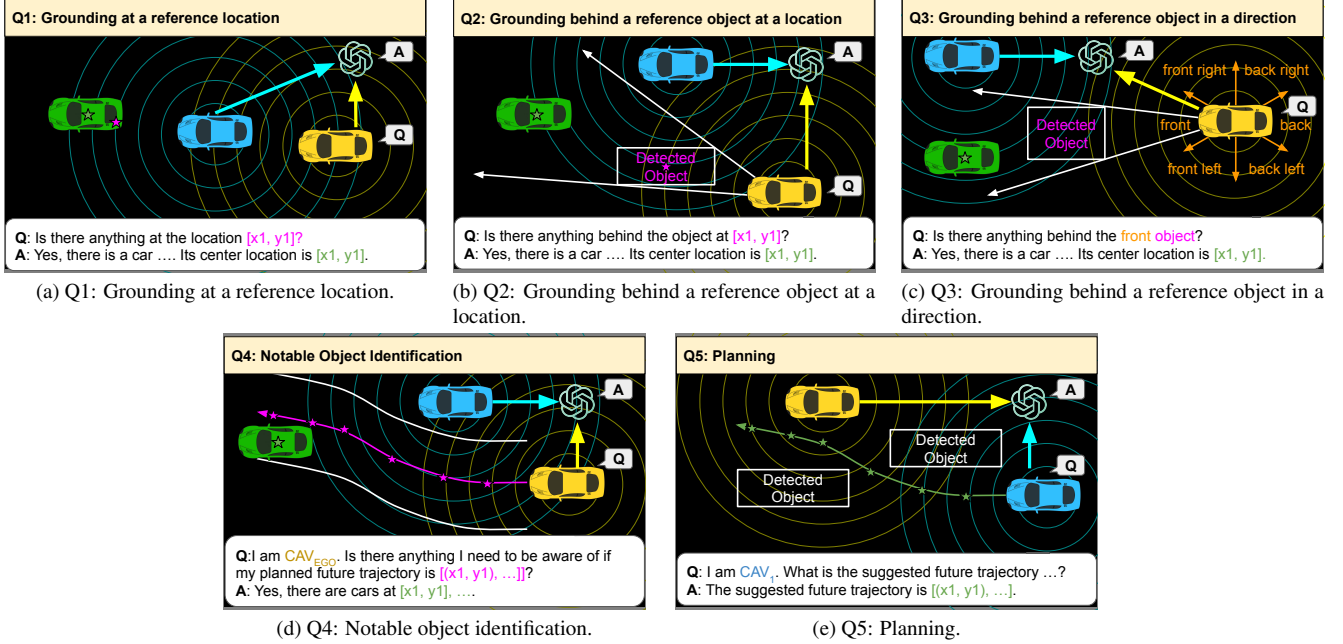 Q1: Grounding at a reference location
A
Q
Q: Is there anything at the location [x1, y1]?
A: Yes, there is a car .... Its center location is [x1, y1].
(a) Q1: Grounding at a reference location.
Q2: Grounding behind a reference object at a location
A
Detected
Object
Q
Q: Is there anything behind the object at [x1, y1]?
A: Yes, there is a car .... Its center location is [x1, y1].
(b) Q2: Grounding behind a reference object at a
location.
Q3: Grounding behind a reference object in a direction
A
front right
back right
Q
Detected
Object
front
back
front left
back left
Q: Is there anything behind the front object?
A: Yes, there is a car .... Its center location is [x1, y1].
(c) Q3: Grounding behind a reference object in a
direction.
Q4: Notable Object Identification
A
Q
Q:I am CAV_EGO. Is there anything I need to be aware of if
my planned future trajectory is [(x1, y1), ...]]?
A: Yes, there are cars at [x1, y1], ....
(d) Q4: Notable object identification.
Q5: Planning
A
Detected
Object
Q
Detected
Object
Q: I am CAV_1. What is the suggested future trajectory ...?
A: The suggested future trajectory is [(x1, y1), ...].
(e) Q5: Planning.